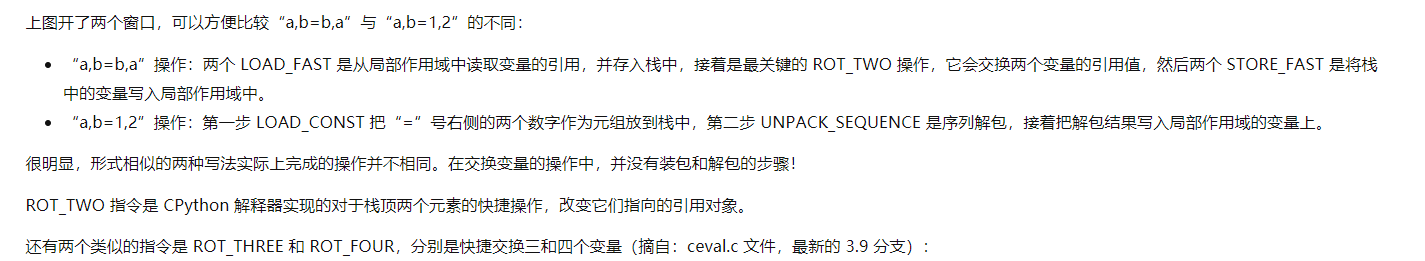 上图开了两个窗口，可以方便比较“a,b=b,a”与“a,b=1,2”的不同：
“a,b=b,a”操作：两个 LOAD_FAST 是从局部作用域中读取变量的引用，并存入栈中，接着是最关键的 ROT_TWO 操作，它会交换两个变量的引用值，然后两个 STORE_FAST 是将栈
中的变量写入局部作用域中。
“a,b=1,2”操作：第一步 LOAD_CONST 把“=”号右侧的两个数字作为元组放到栈中，第二步 UNPACK_SEQUENCE 是序列解包，接着把解包结果写入局部作用域的变量上。
很明显，形式相似的两种写法实际上完成的操作并不相同。在交换变量的操作中，并没有装包和解包的步骤！
ROT_TWO 指令是 CPython 解释器实现的对于栈顶两个元素的快捷操作，改变它们指向的引用对象。
还有两个类似的指令是 ROT_THREE 和 ROT_FOUR，分别是快捷交换三和四个变量（摘自：ceval.c 文件，最新的 3.9 分支）：